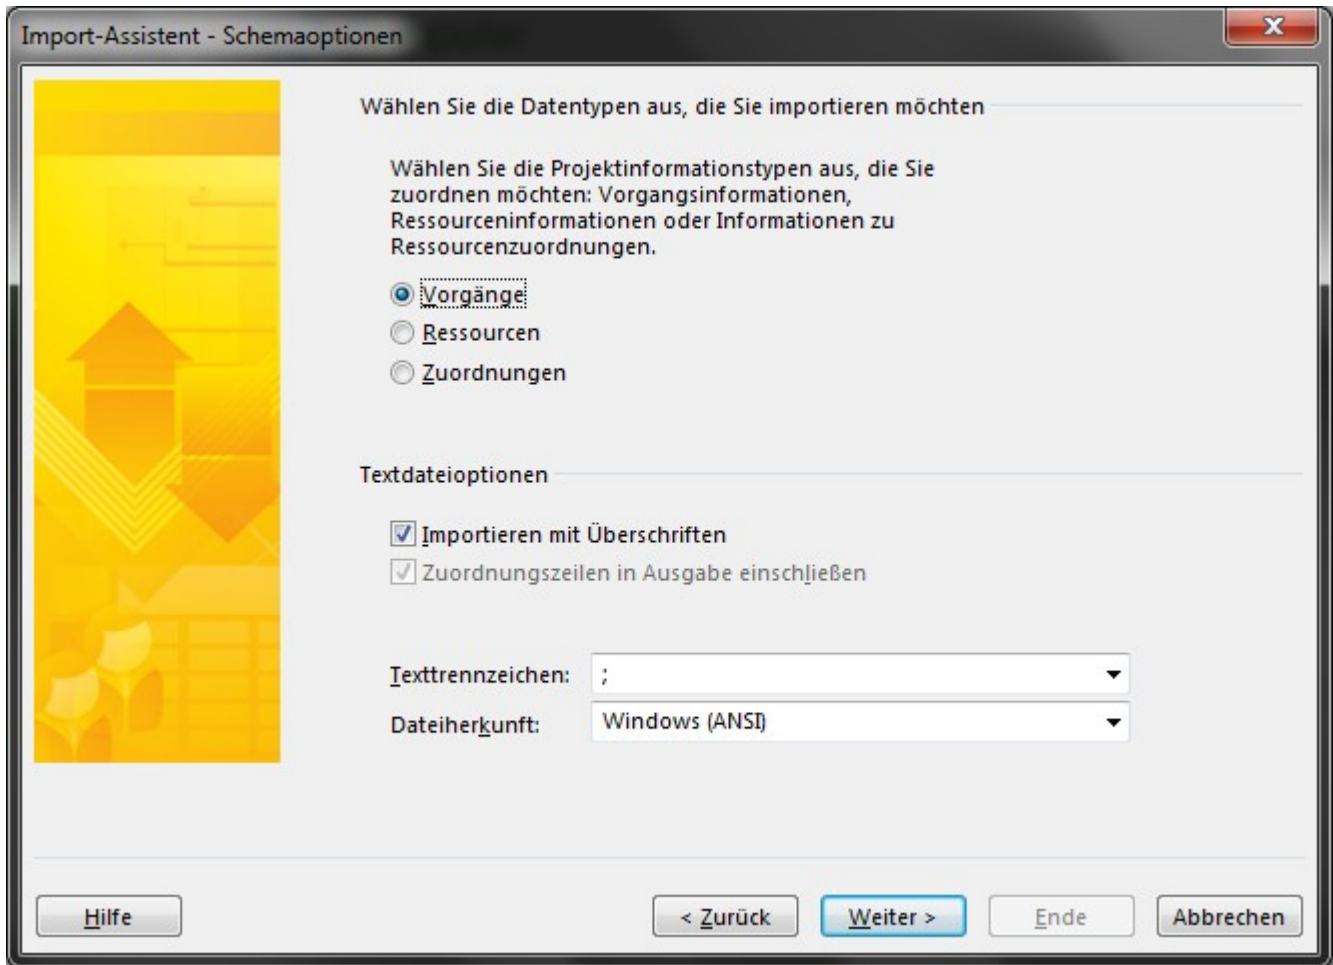 Import-Assistent - Schemaoptionen
Wählen Sie die Datentypen aus, die Sie importieren möchten
Wählen Sie die Projektinformationstypen aus, die Sie
zuordnen möchten: Vorgangsinformationen,
Ressourceninformationen oder Informationen zu
Ressourcenzuordnungen.
Vorgänge
Ressourcen
Zuordnungen
Textdateioptionen
Importieren mit Überschriften
Zuordnungszeilen in Ausgabe einschließen
Texttrennzeichen: ;
Dateiherkunft: Windows (ANSI)
Hilfe < Zurück Weiter > Ende Abbrechen